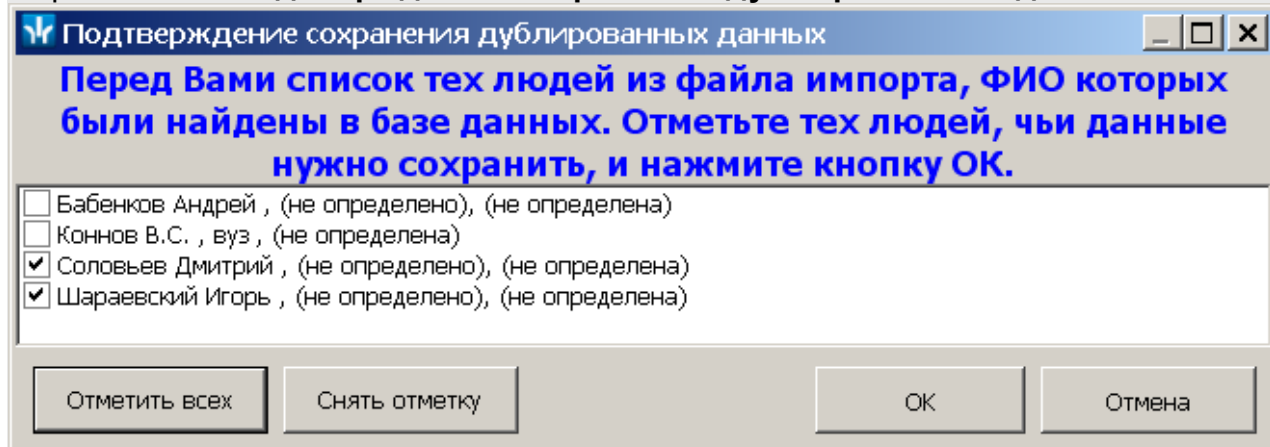 Подтверждение сохранения дублированных данных
Перед Вами список тех людей из файла импорта, ФИО которых
были найдены в базе данных. Отметьте тех людей, чьи данные
нужно сохранить, и нажмите кнопку ОК.
Бабенков Андрей , (не определено), (не определена)
Коннов В.С. , вуз , (не определена)
Соловьев Дмитрий , (не определено), (не определена)
Шараевский Игорь , (не определено), (не определена)
Отметить всех Снять отметку ОК Отмена